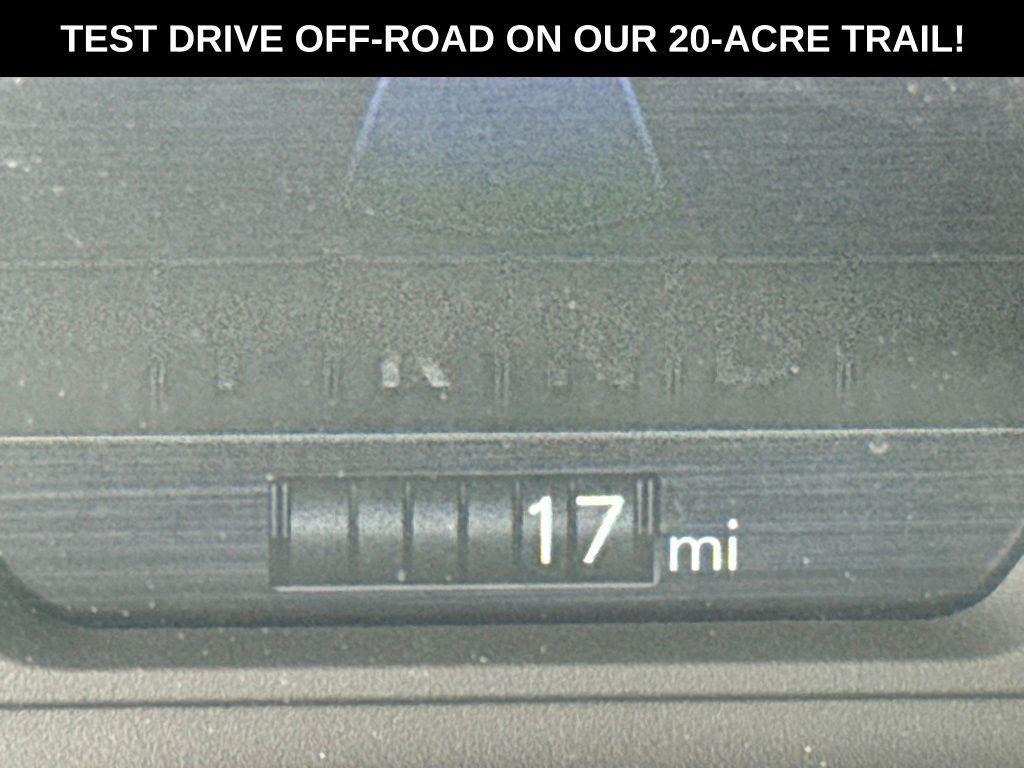 TEST DRIVE OFF-ROAD ON OUR 20-ACRE TRAIL!
R
17 mi